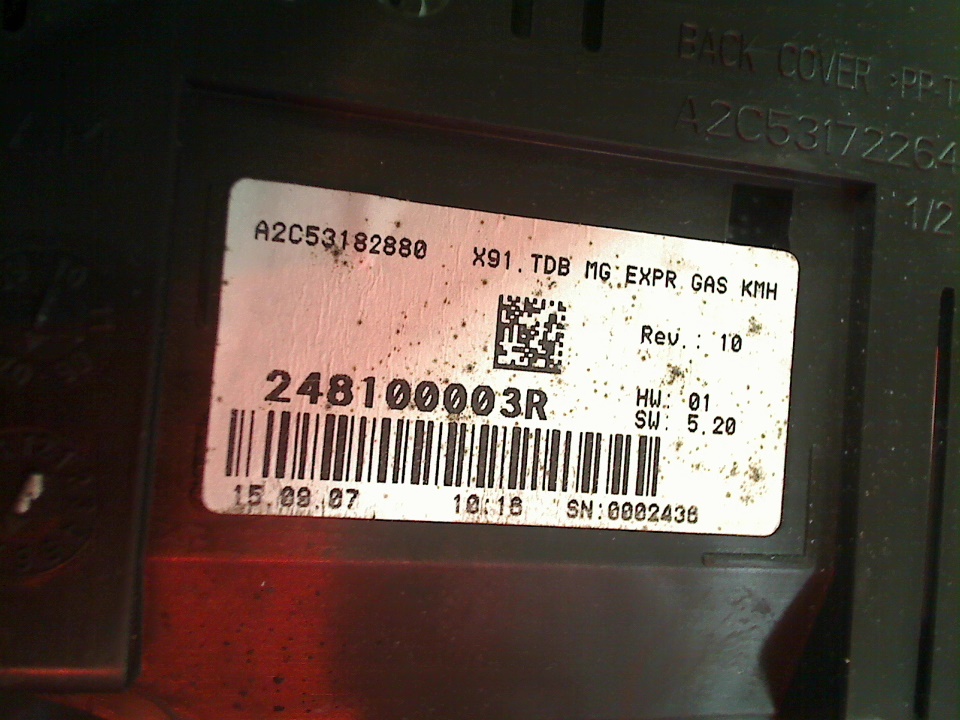 BACK COVER >PP-T
A2C53172264
1/2
A2C53182880 X91.TDB MG EXPR GAS KMH
Rev.: 10
248100003R
HW: 01
SW: 5.20
15.09.07 10:18 SN:0002436